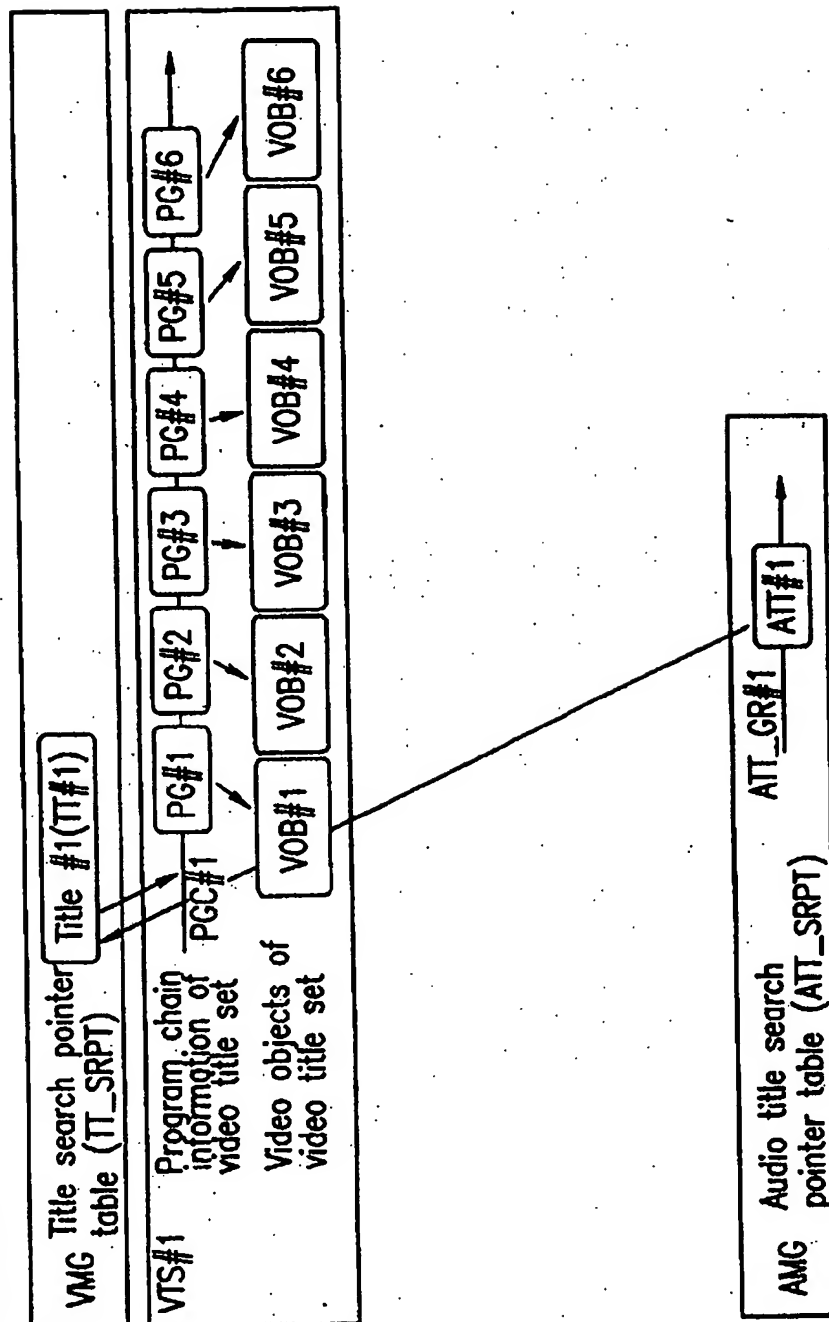 VMG
Title search pointer
table (TT_SRPT)
Title #1(TT#1)
VTS#1
Program chain
information of
video title set
PGC#1
PG#1
PG#2
PG#3
PG#4
PG#5
PG#6
Video objects of
video title set
VOB#1
VOB#2
VOB#3
VOB#4
VOB#5
VOB#6
AMG
Audio title search
pointer table (ATT_SRPT)
ATT_GR#1
ATT#1